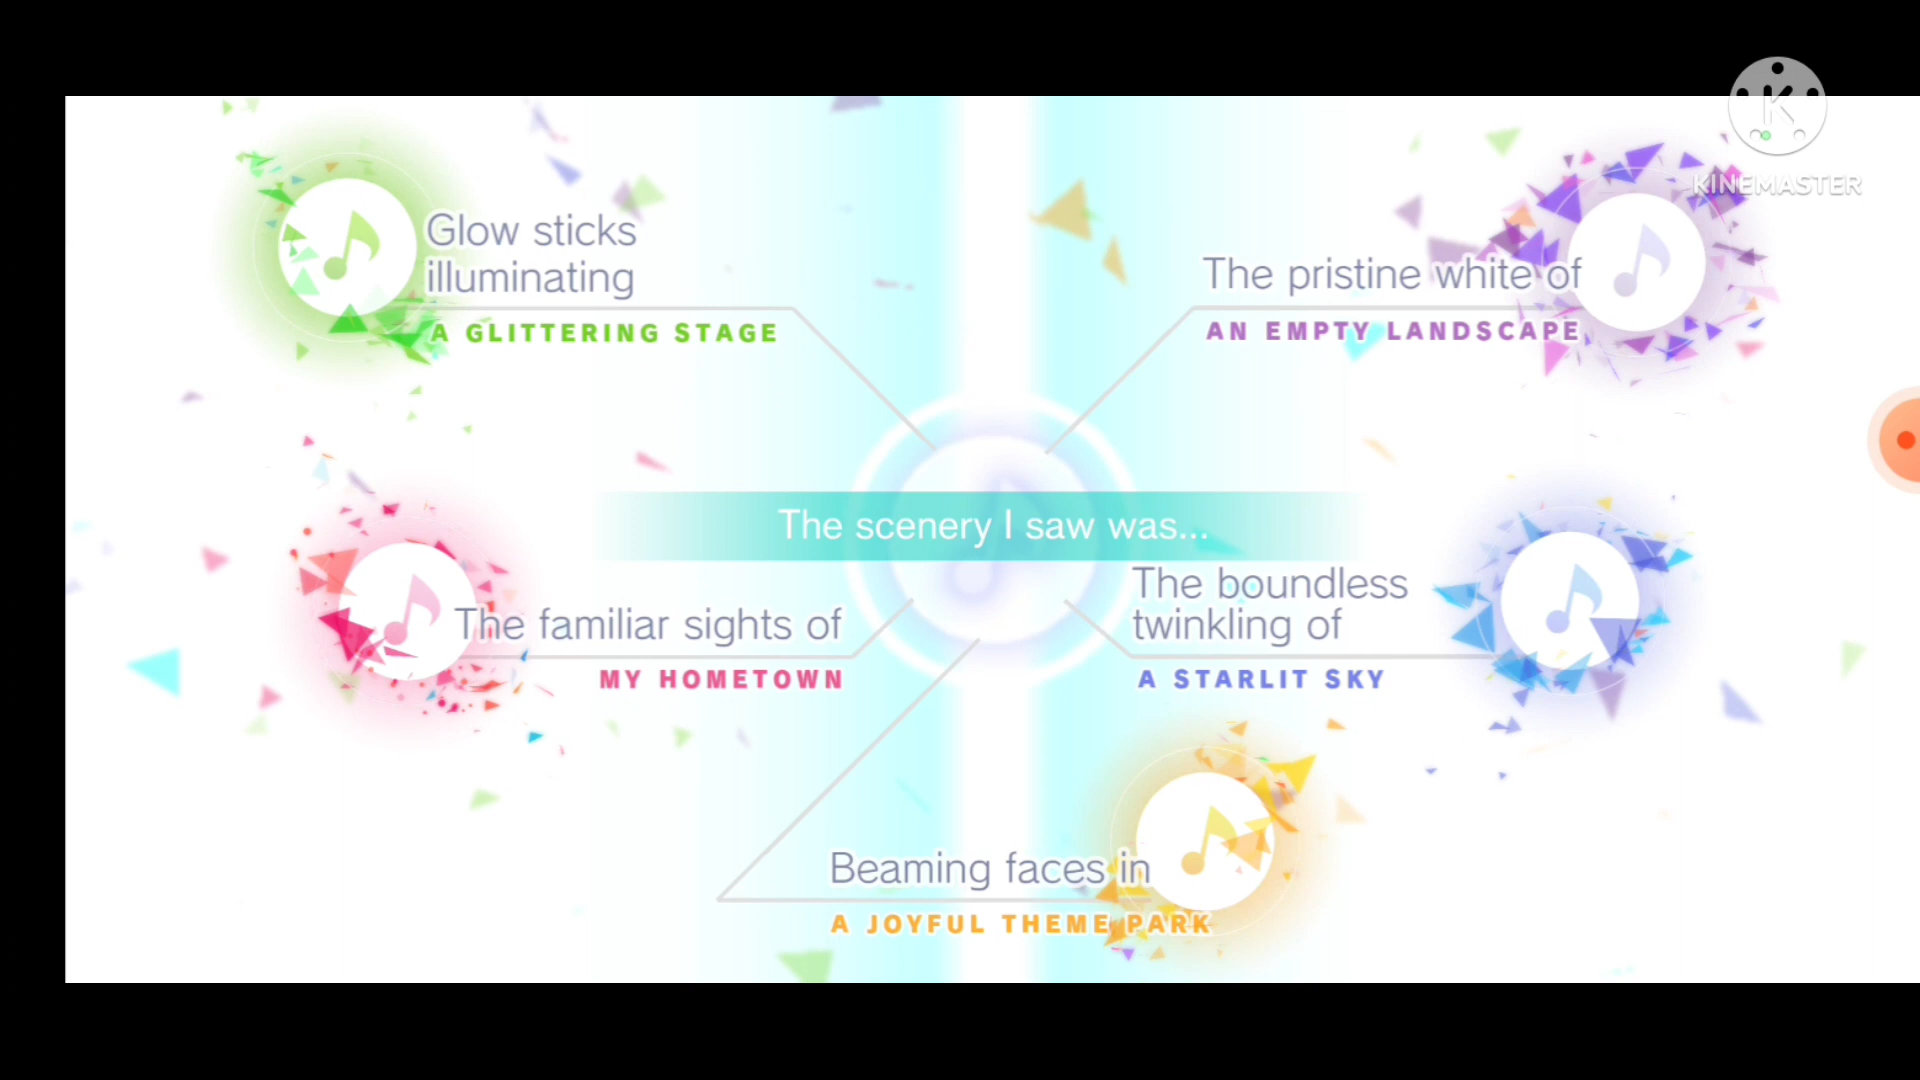 K
KINEMASTER
Glow sticks
illuminating
A GLITTERING STAGE
The pristine white of
AN EMPTY LANDSCAPE
The scenery I saw was...
The familiar sights of
MY HOMETOWN
The boundless
twinkling of
A STARLIT SKY
Beaming faces in
A JOYFUL THEME PARK